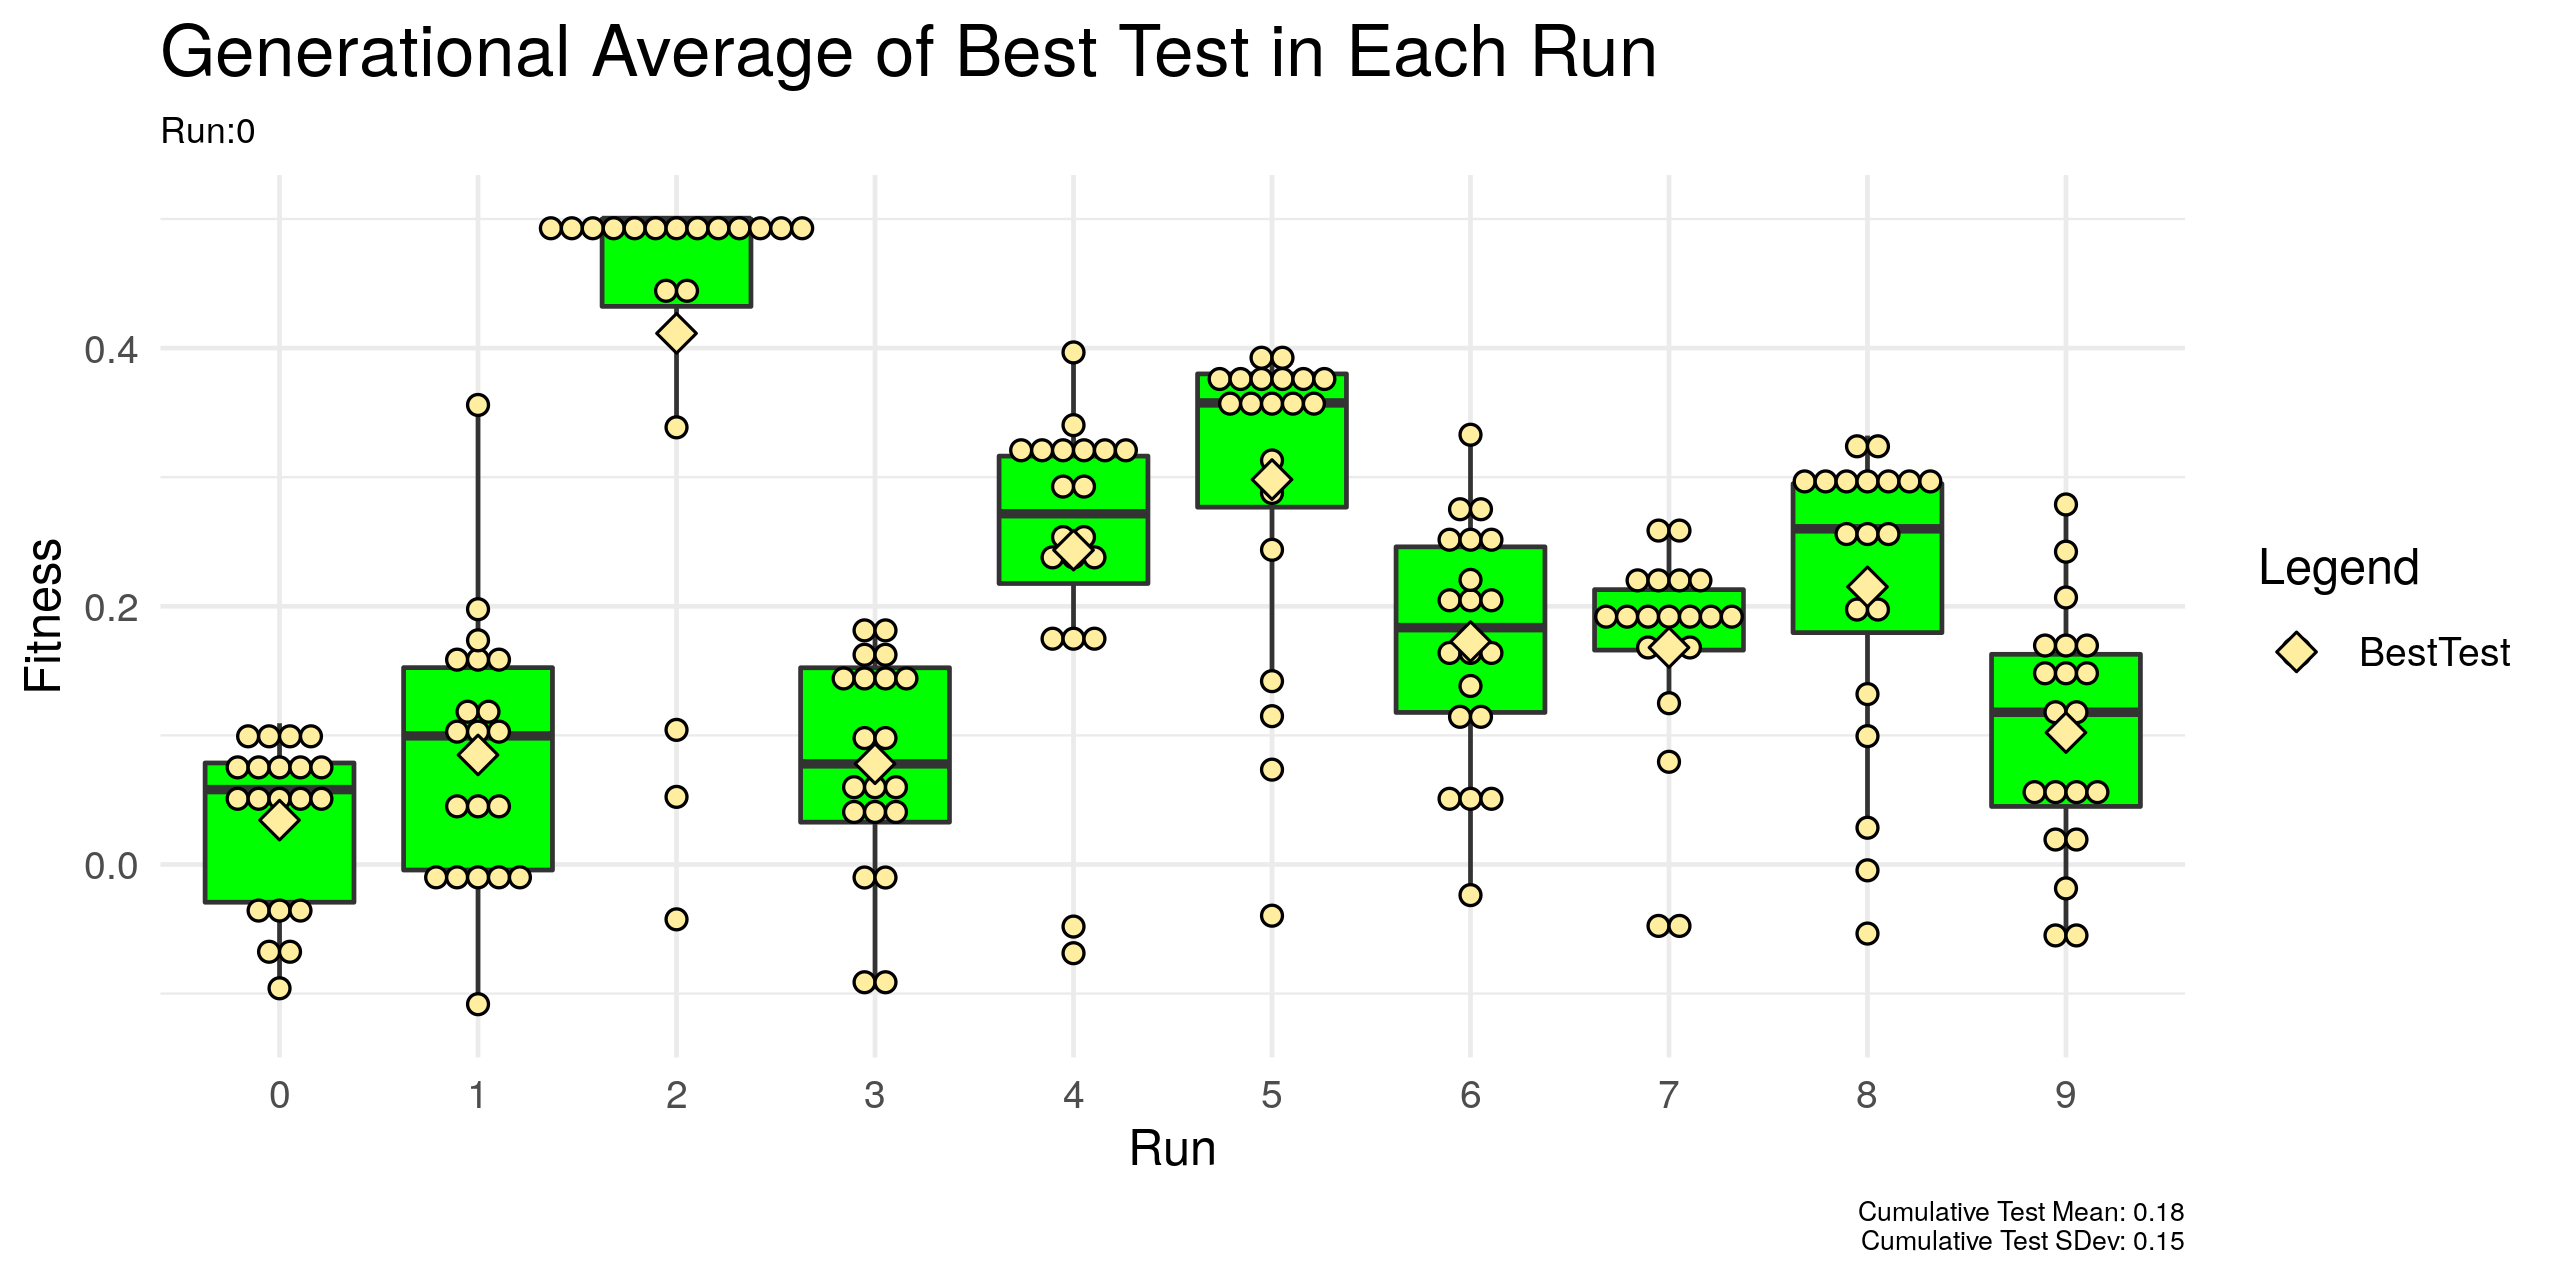 Generational Average of Best Test in Each Run
Run:0
Fitness
0.4
0.2
0.0
0 1 2 3 4 5 6 7 8 9
Run
Legend
BestTest
Cumulative Test Mean: 0.18
Cumulative Test SDev: 0.15